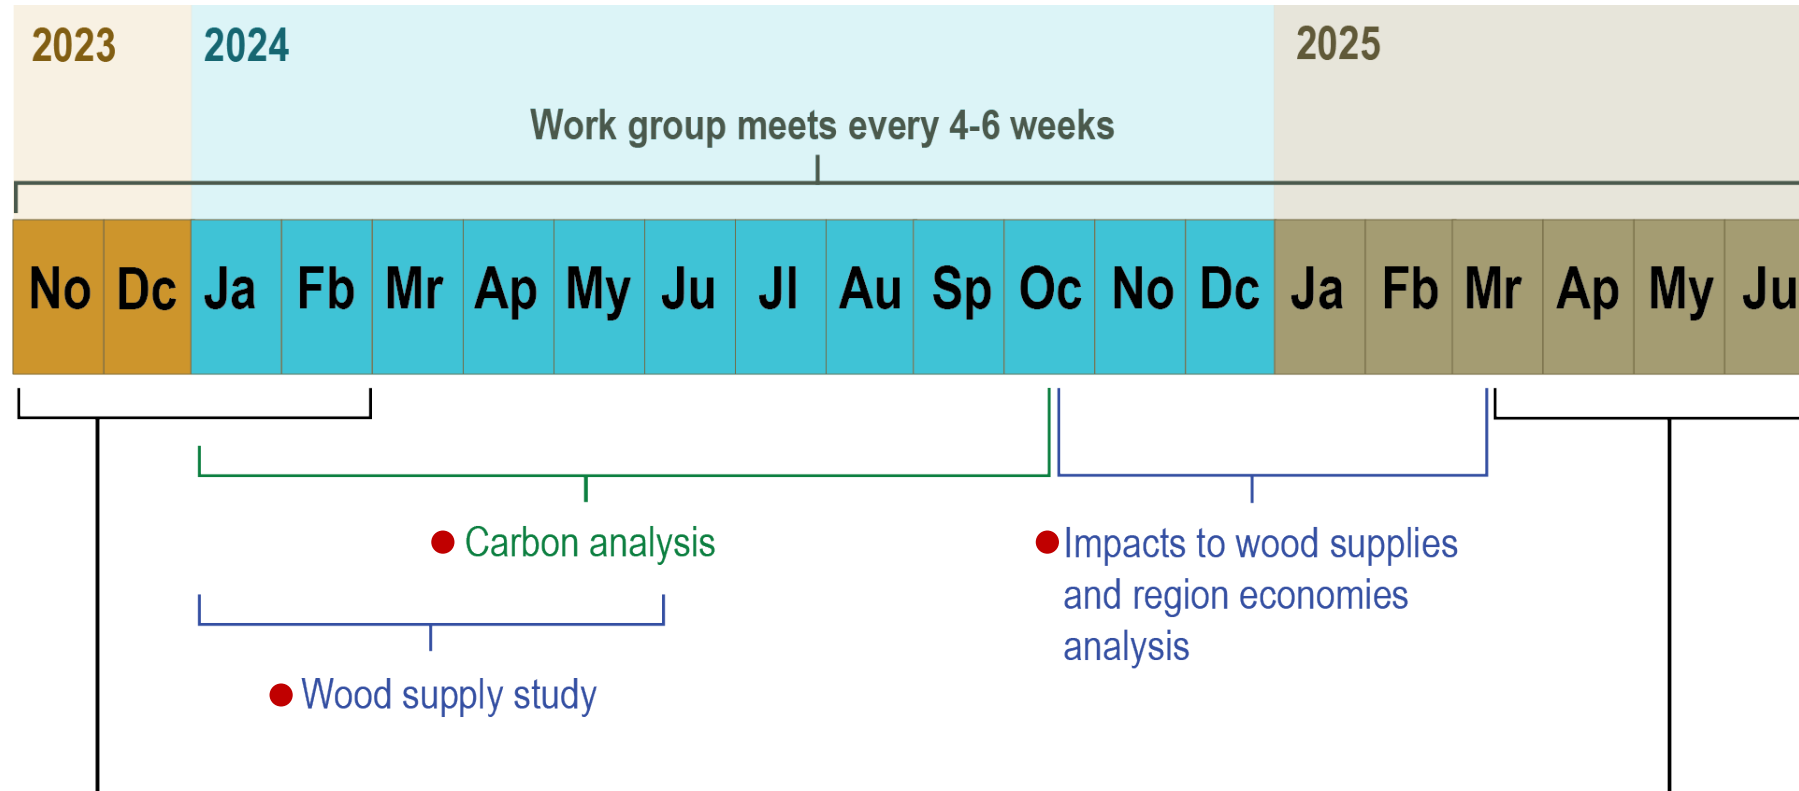 2023 2024 2025
Work group meets every 4-6 weeks
No Dc Ja Fb Mr Ap My Ju Jl Au Sp Oc No Dc Ja Fb Mr Ap My Ju
Carbon analysis
Impacts to wood supplies
and region economies
analysis
Wood supply study